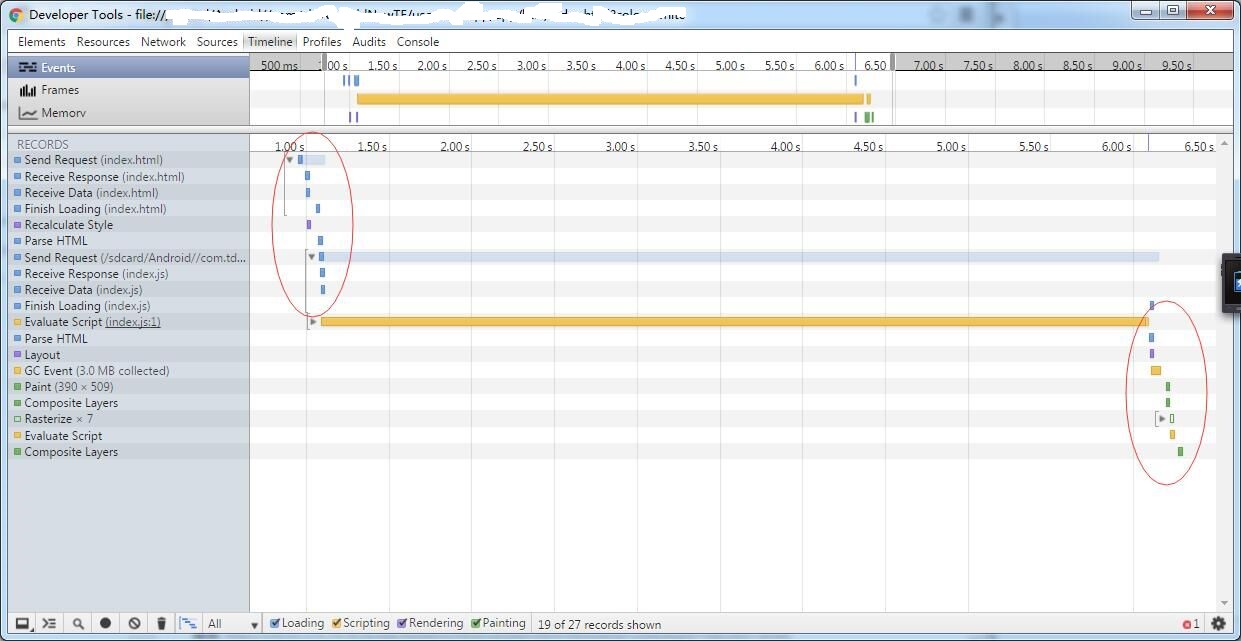 Developer Tools - file://
Elements Resources Network Sources Timeline Profiles Audits Console
Events
Frames
Memory
500 ms 1.00 s 1.50 s 2.00 s 2.50 s 3.00 s 3.50 s 4.00 s 4.50 s 5.00 s 5.50 s 6.00 s 6.50 7.00 s 7.50 s 8.00 s 8.50 s 9.00 s 9.50 s
RECORDS
1.00 s 1.50 s 2.00 s 2.50 s 3.00 s 3.50 s 4.00 s 4.50 s 5.00 s 5.50 s 6.00 s 6.50 s
Send Request (index.html)
Receive Response (index.html)
Receive Data (index.html)
Finish Loading (index.html)
Recalculate Style
Parse HTML
Send Request (/sdcard/Android//com.td...
Receive Response (index.js)
Receive Data (index.js)
Finish Loading (index.js)
Evaluate Script (index.js:1)
Parse HTML
Layout
GC Event (3.0 MB collected)
Paint (390 × 509)
Composite Layers
Rasterize × 7
Evaluate Script
Composite Layers
All Loading Scripting Rendering Painting 19 of 27 records shown 1